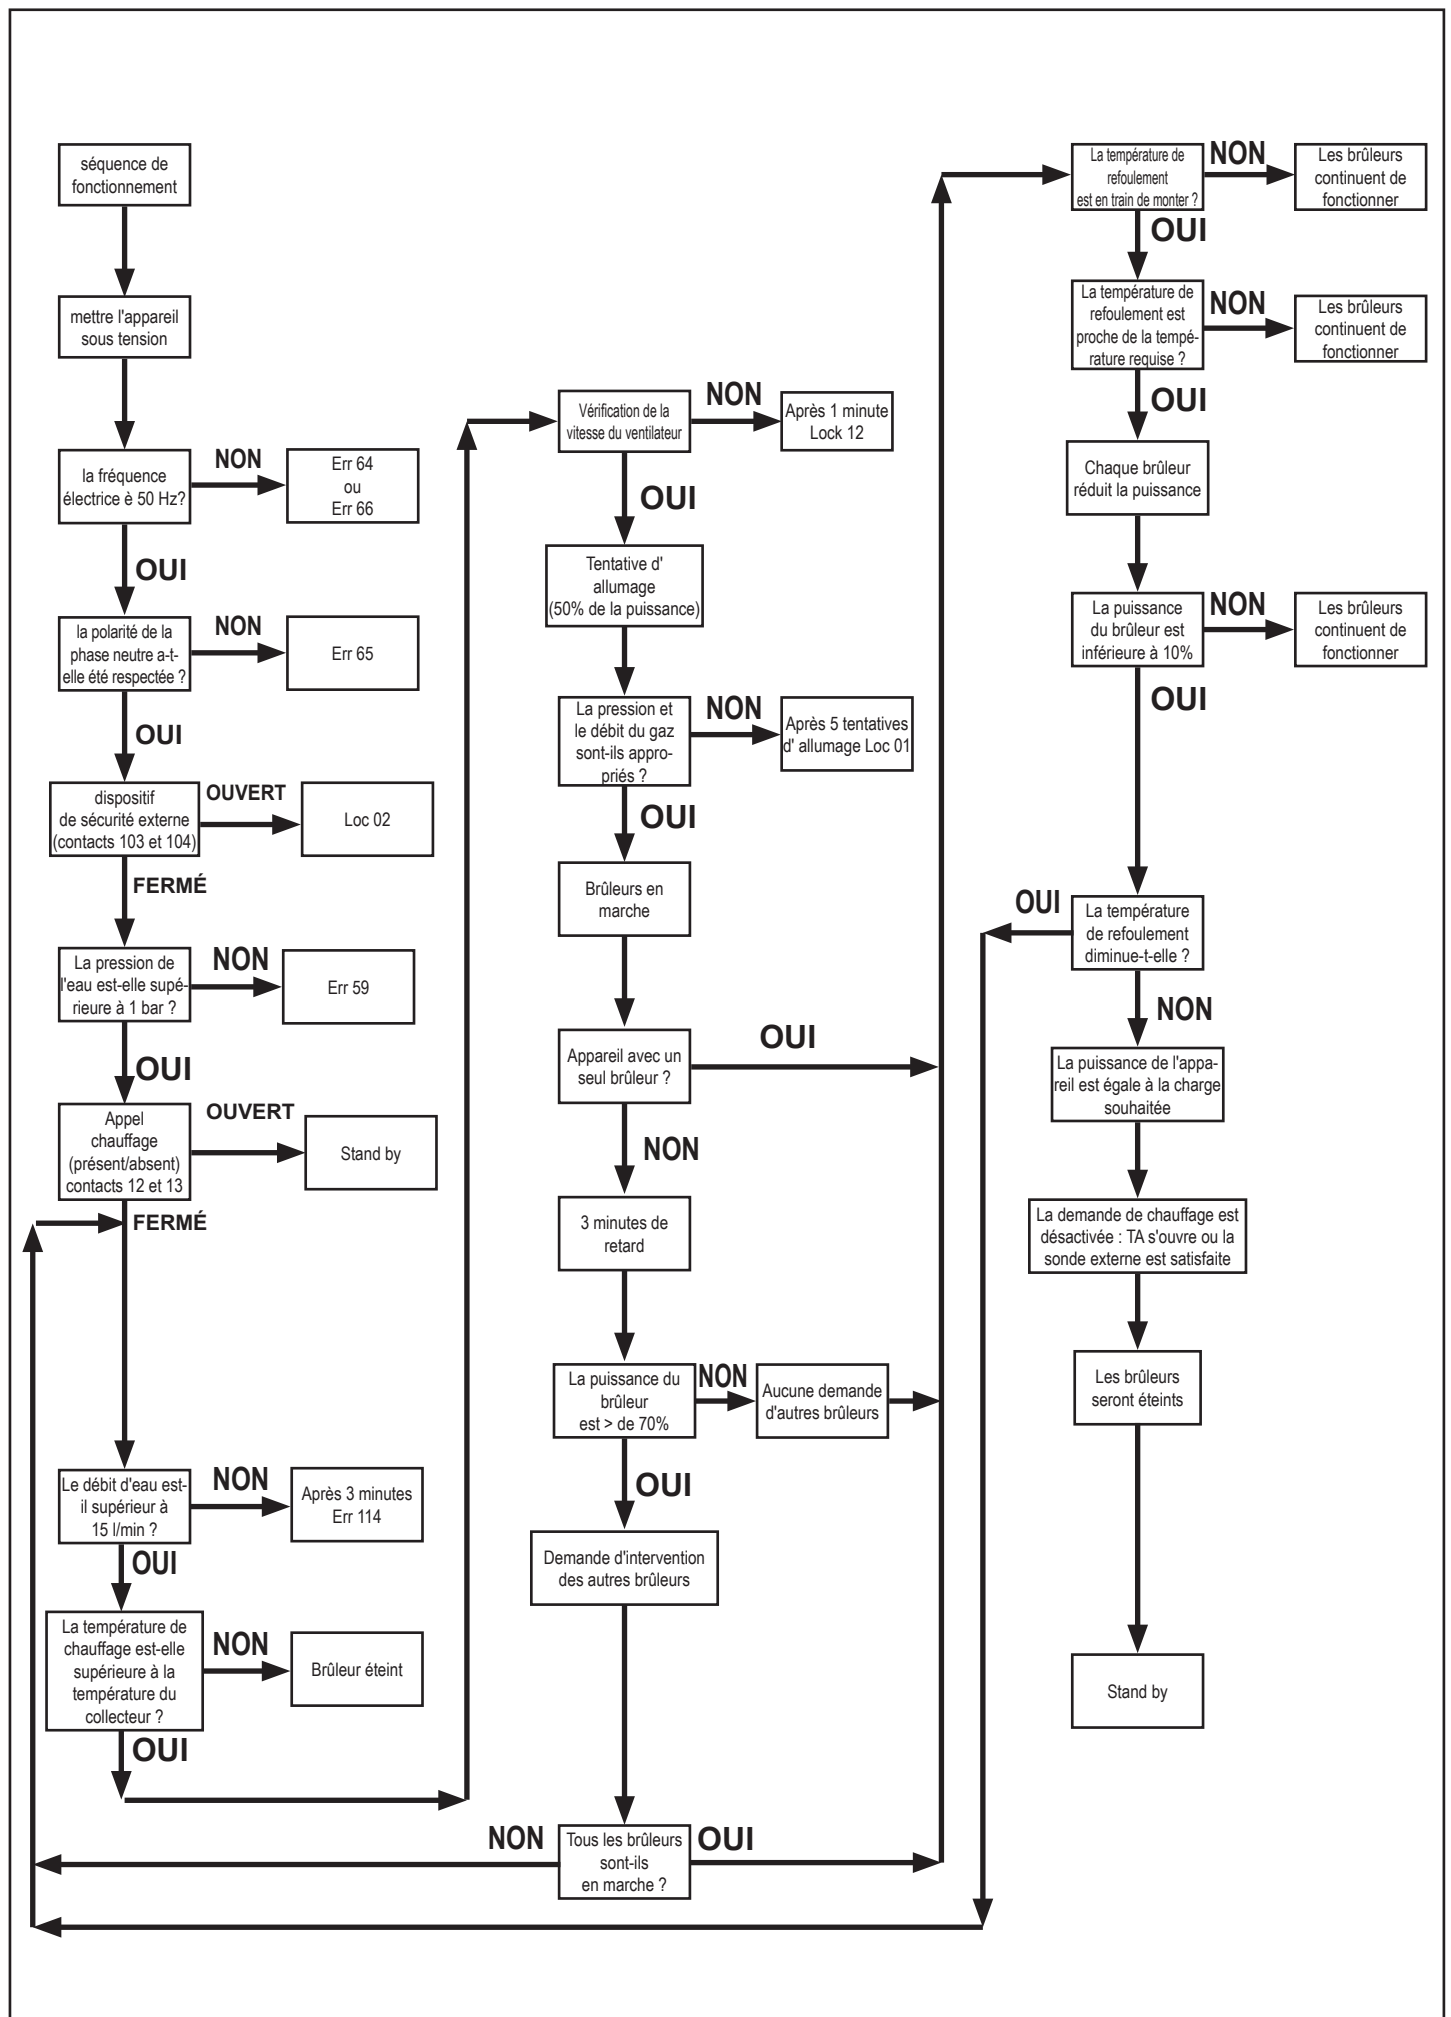 séquence de
fonctionnement
mettre l'appareil
sous tension
la fréquence
électrice è 50 Hz?
NON
Err 64
ou
Err 66
OUI
la polarité de la
phase neutre a-t-
elle été respectée ?
NON
Err 65
OUI
dispositif
de sécurité externe
(contacts 103 et 104)
OUVERT
Loc 02
FERMÉ
La pression de
l'eau est-elle supé-
rieure à 1 bar ?
NON
Err 59
OUI
Appel
chauffage
(présent/absent)
contacts 12 et 13
OUVERT
Stand by
FERMÉ
Le débit d'eau est-
il supérieur à
15 l/min ?
NON
Après 3 minutes
Err 114
OUI
La température de
chauffage est-elle
supérieure à la
température du
collecteur ?
NON
Brûleur éteint
OUI
Vérification de la
vitesse du ventilateur
NON
Après 1 minute
Lock 12
OUI
Tentative d'
allumage
(50% de la puissance)
La pression et
le débit du gaz
sont-ils appro-
priés ?
NON
Après 5 tentatives
d' allumage Loc 01
OUI
Brûleurs en
marche
Appareil avec un
seul brûleur ?
OUI
NON
3 minutes de
retard
La puissance du
brûleur
est > de 70%
NON
Aucune demande
d'autres brûleurs
OUI
Demande d'intervention
des autres brûleurs
NON
Tous les brûleurs
sont-ils
en marche ?
OUI
La température de
refoulement
est en train de monter ?
NON
Les brûleurs
continuent de
fonctionner
OUI
La température de
refoulement est
proche de la tempé-
rature requise ?
NON
Les brûleurs
continuent de
fonctionner
OUI
Chaque brûleur
réduit la puissance
La puissance
du brûleur est
inférieure à 10%
NON
Les brûleurs
continuent de
fonctionner
OUI
OUI
La température
de refoulement
diminue-t-elle ?
NON
La puissance de l'appa-
reil est égale à la charge
souhaitée
La demande de chauffage est
désactivée : TA s'ouvre ou la
sonde externe est satisfaite
Les brûleurs
seront éteints
Stand by